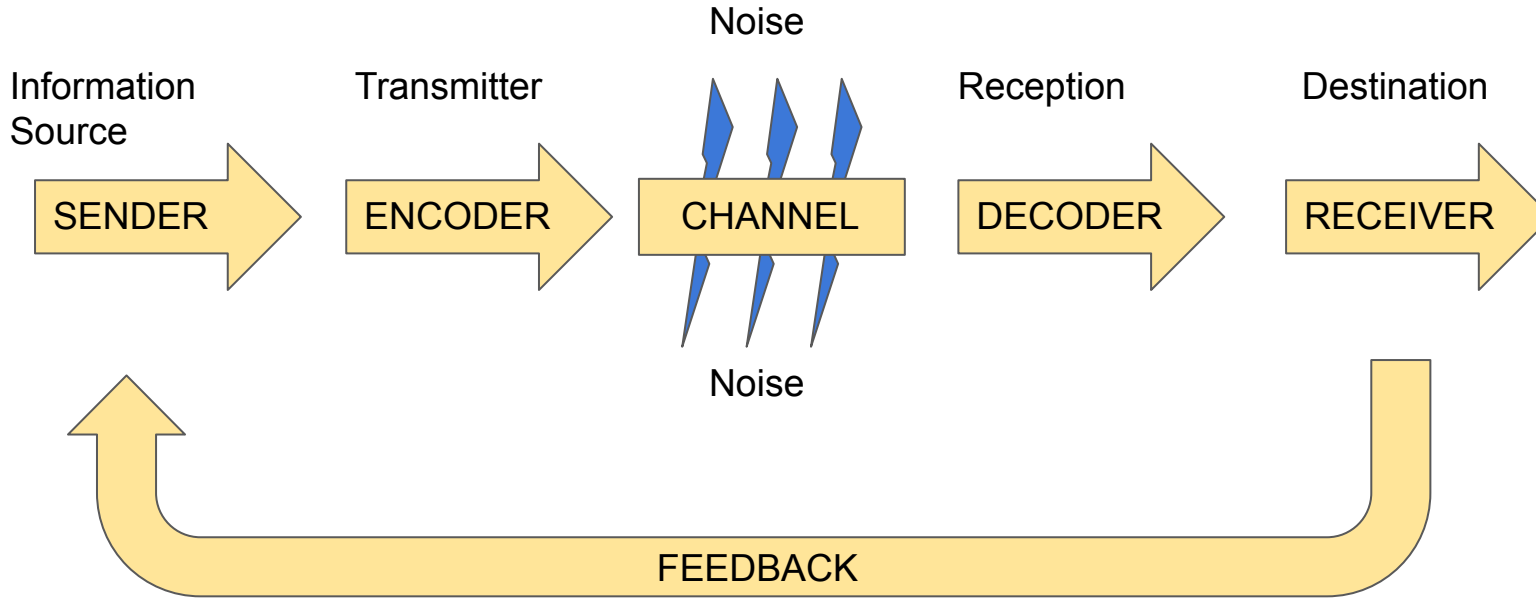 Noise
Information
Source
Transmitter
Reception
Destination
SENDER
ENCODER
CHANNEL
DECODER
RECEIVER
Noise
FEEDBACK